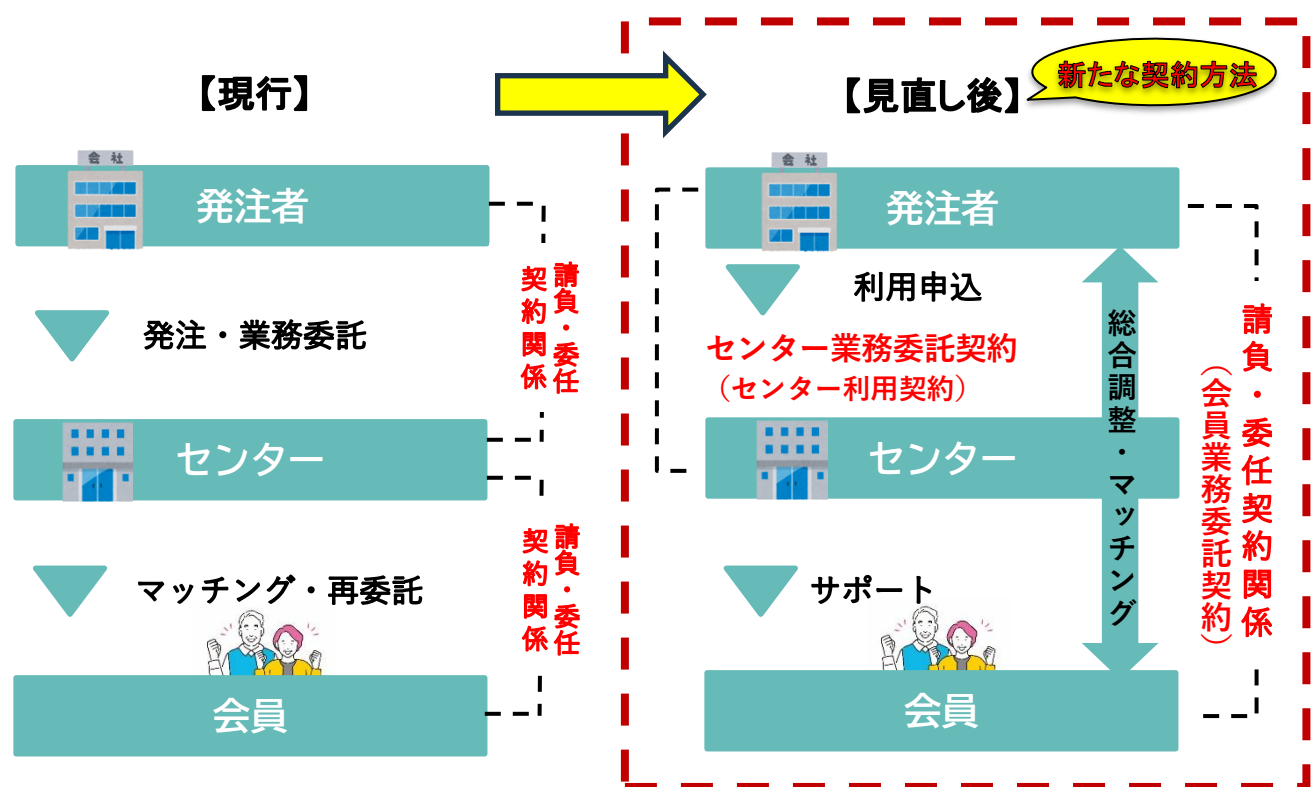 【現行】
会社
発注者
発注・業務委託
請負・委任
契約関係
センター
マッチング・再委託
請負・委任
契約関係
会員
【見直し後】
新たな契約方法
会社
発注者
利用申込
センター業務委託契約
（センター利用契約）
センター
総合調整・マッチング
サポート
会員
請負・委任契約関係
（会員業務委託契約）